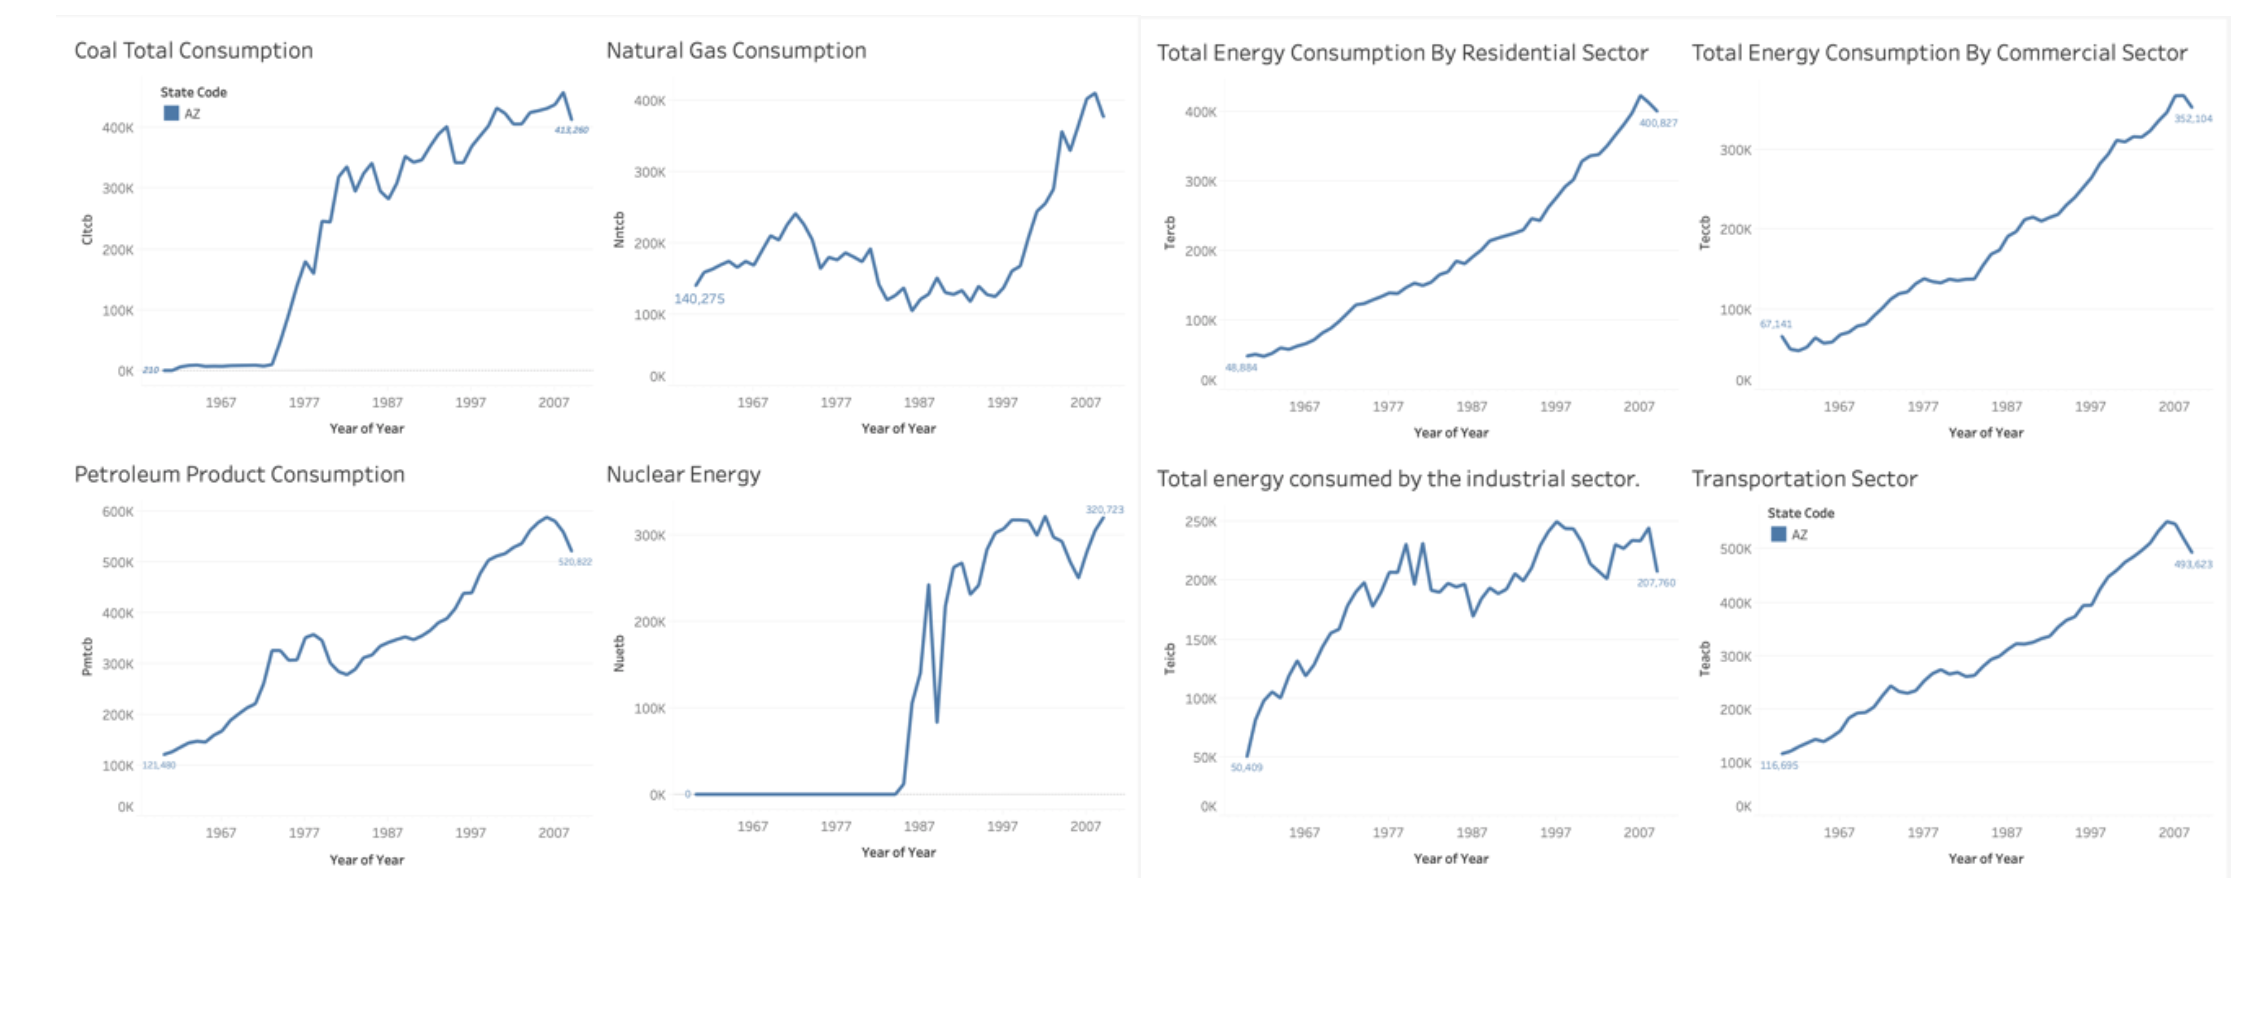 Coal Total Consumption
State Code
AZ
Cltcb
400K
300K
200K
100K
0K
210
413,260
1967 1977 1987 1997 2007
Year of Year
Natural Gas Consumption
Nntcb
400K
300K
200K
100K
0K
140,275
1967 1977 1987 1997 2007
Year of Year
Total Energy Consumption By Residential Sector
Tercb
400K
300K
200K
100K
0K
48,884
400,827
1967 1977 1987 1997 2007
Year of Year
Total Energy Consumption By Commercial Sector
Teccb
300K
200K
100K
0K
67,141
352,104
1967 1977 1987 1997 2007
Year of Year
Petroleum Product Consumption
Pmtcb
600K
500K
400K
300K
200K
100K
0K
121,480
520,822
1967 1977 1987 1997 2007
Year of Year
Nuclear Energy
Nuetb
300K
200K
100K
0K
0
320,723
1967 1977 1987 1997 2007
Year of Year
Total energy consumed by the industrial sector.
Teicb
250K
200K
150K
100K
50K
0K
50,409
207,760
1967 1977 1987 1997 2007
Year of Year
Transportation Sector
State Code
AZ
Teacb
500K
400K
300K
200K
100K
0K
116,695
493,623
1967 1977 1987 1997 2007
Year of Year